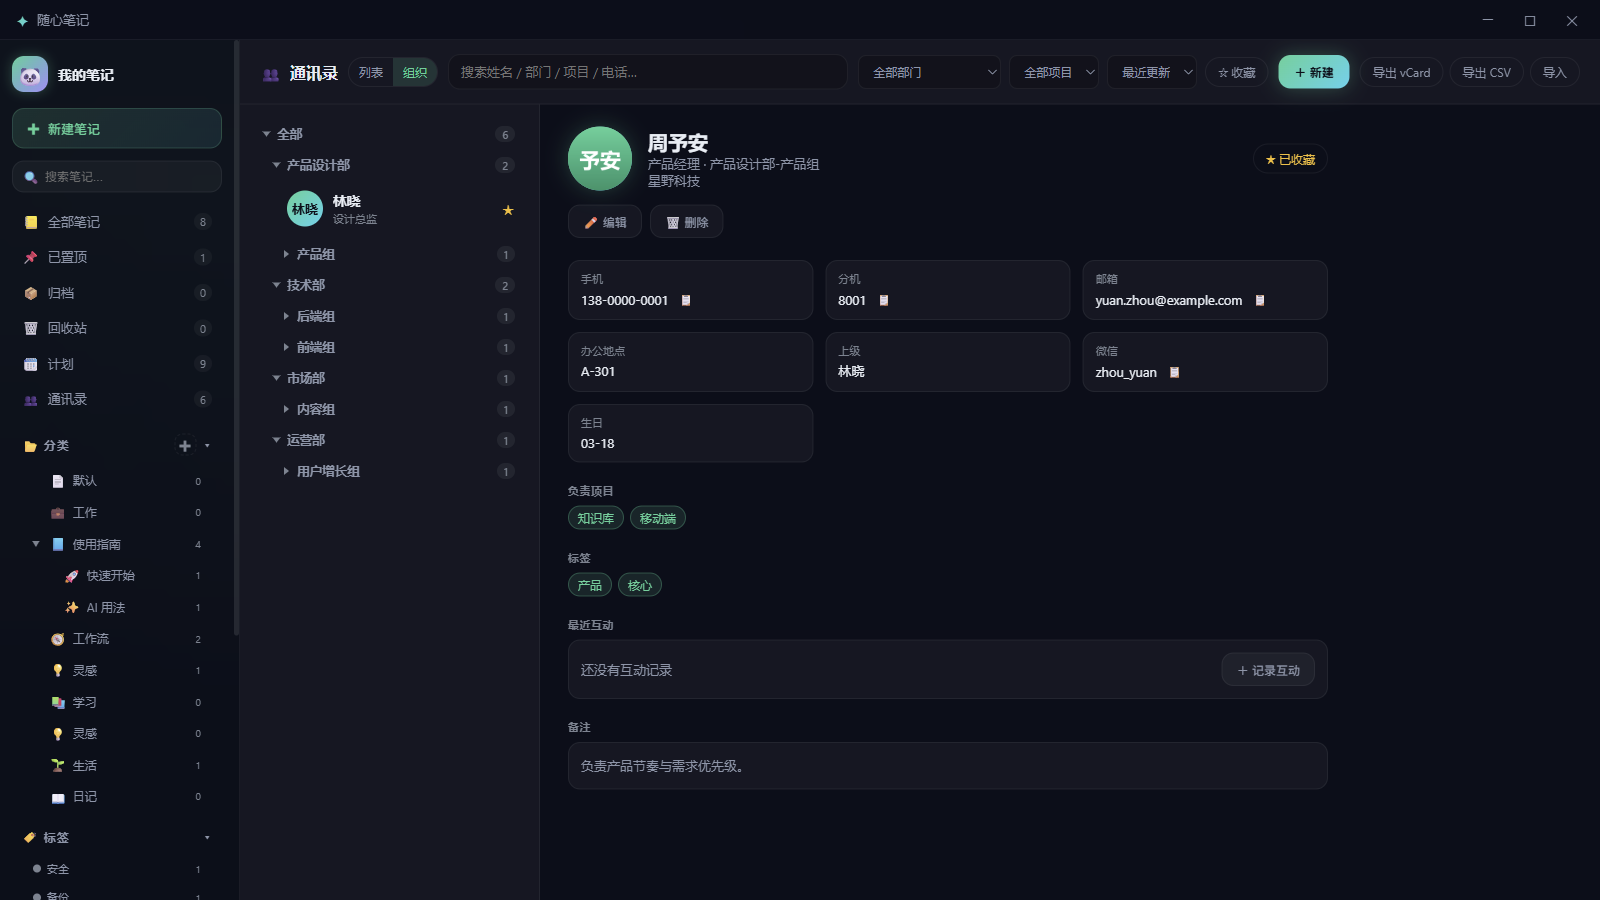 随心笔记
我的笔记
新建笔记
搜索笔记...
全部笔记 8
已置顶 1
归档 0
回收站 0
计划 9
通讯录 6
分类
默认 0
工作 0
使用指南 4
快速开始 1
AI 用法 1
工作流 2
灵感 1
学习 0
灵感 0
生活 1
日记 0
标签
安全 1
备份 1
通讯录 列表 组织 搜索姓名 / 部门 / 项目 / 电话... 全部部门 全部项目 最近更新 ☆ 收藏 + 新建 导出 vCard 导出 CSV 导入
全部 6
产品设计部 2
林晓 林晓
设计总监
产品组 1
技术部 2
后端组 1
前端组 1
市场部 1
内容组 1
运营部 1
用户增长组 1
予安
周予安
产品经理 · 产品设计部-产品组
星野科技
★ 已收藏
编辑 删除
手机
138-0000-0001
分机
8001
邮箱
yuan.zhou@example.com
办公地点
A-301
上级
林晓
微信
zhou_yuan
生日
03-18
负责项目
知识库 移动端
标签
产品 核心
最近互动
还没有互动记录 + 记录互动
备注
负责产品节奏与需求优先级。